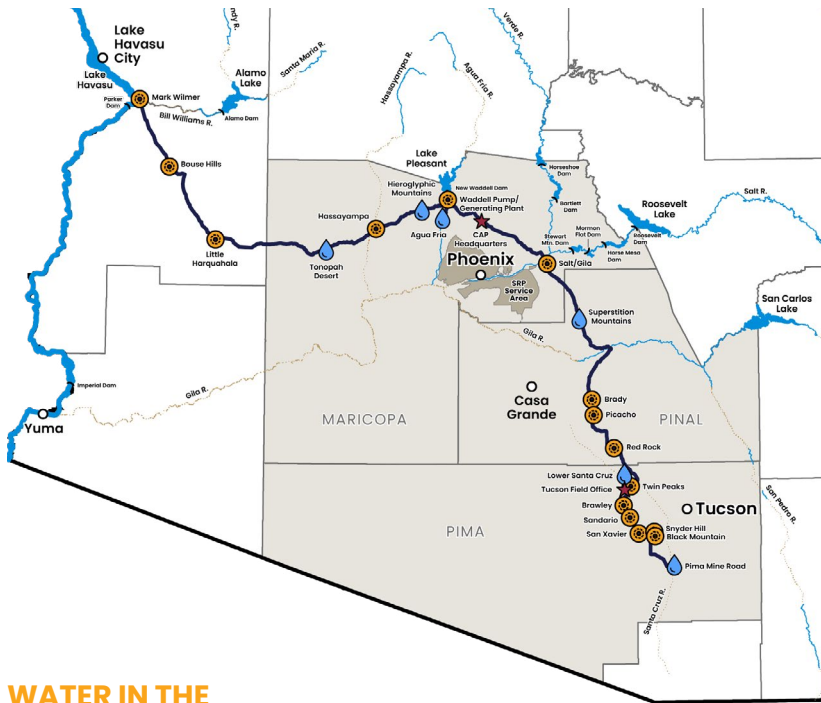 Lake
Havasu
City
Lake
Havasu
Parker
Dam
Mark Wilmer
Bill Williams R.
Alamo
Lake
Alamo Dam
Santa Maria R.
Hassayampa R.
Agua Fria R.
Verde R.
Bouse Hills
Little
Harquahala
Tonopah
Desert
Hassayampa
Hieroglyphic
Mountains
Lake
Pleasant
New Waddell Dam
Waddell Pump/
Generating Plant
Agua Fria
CAP
Headquarters
Phoenix
SRP
Service
Area
Horseshoe
Dam
Bartlett
Dam
Stewart
Mtn. Dam
Mormon
Flat Dam
Horse Mesa
Dam
Roosevelt
Dam
Roosevelt
Lake
Salt R.
Salt/Gila
Superstition
Mountains
San Carlos
Lake
Gila R.
Gila R.
Imperial Dam
Yuma
MARICOPA
Casa
Grande
Brady
Picacho
PINAL
Red Rock
Lower Santa Cruz
Tucson Field Office
Twin Peaks
Brawley
Sandario
San Xavier
Snyder Hill
Black Mountain
Tucson
PIMA
Pima Mine Road
Santa Cruz R.
San Pedro R.
WATER IN THE